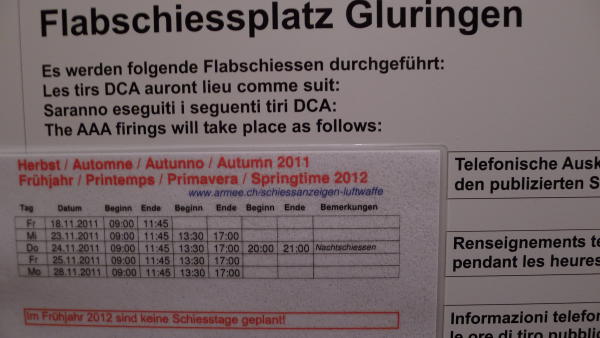 Flabschiessplatz Gluringen
Es werden folgende Flabschiessen durchgeführt:
Les tirs DCA auront lieu comme suit:
Saranno eseguiti i seguenti tiri DCA:
The AAA firings will take place as follows:
Herbst / Automne / Autunno / Autumn 2011
Frühjahr / Printemps / Primavera / Springtime 2012
www.armee.ch/schiessanzeigen-luftwaffe
Tag Datum Beginn Ende Beginn Ende Beginn Ende Bemerkungen
Fr 18.11.2011 09:00 11:45
Mi 23.11.2011 09:00 11:45 13:30 17:00
Do 24.11.2011 09:00 11:45 13:30 17:00 20:00 21:00 Nachtschiessen
Fr 25.11.2011 09:00 11:45 13:30 17:00
Mo 28.11.2011 09:00 11:45 13:30 17:00
Im Frühjahr 2012 sind keine Schiesstage geplant!
Telefonische Ausk
den publizierten S
Renseignements te
pendant les heures
Informazioni telefor
le ore di tiro pubblic